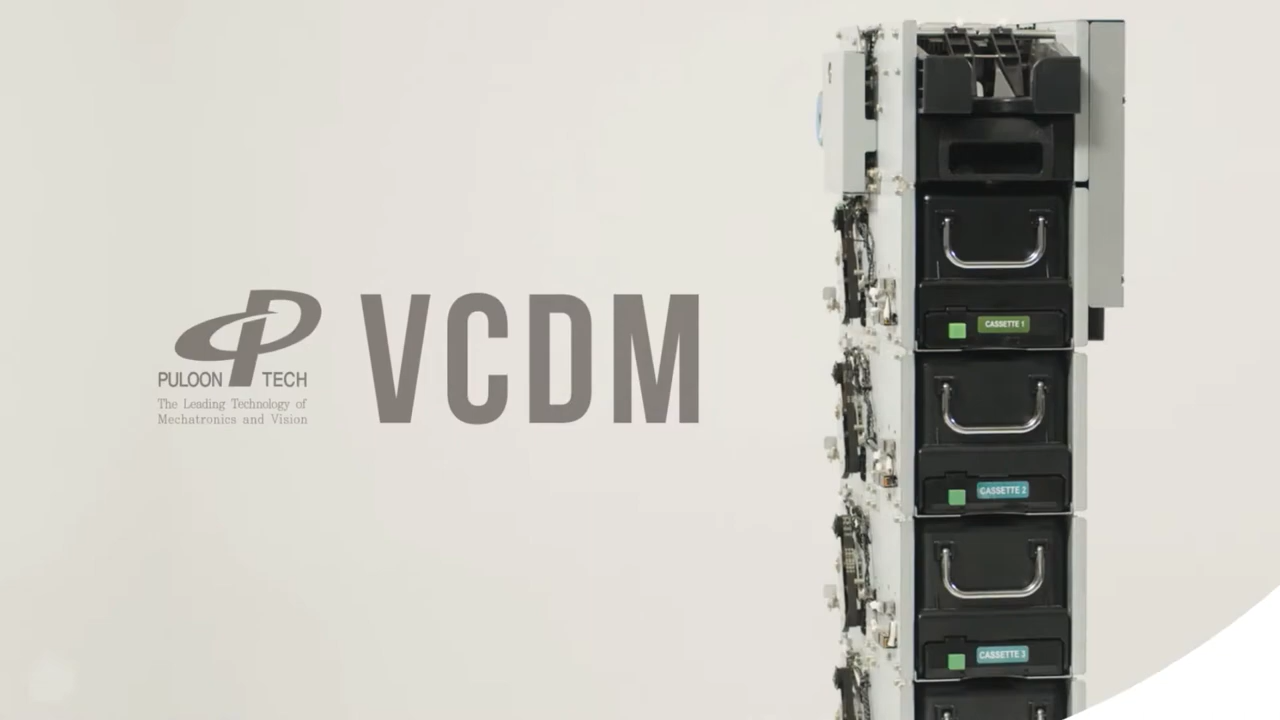 PULOON TECH
The Leading Technology of
Mechatronics and Vision
VCDM
CASSETTE 1
CASSETTE 2
CASSETTE 3